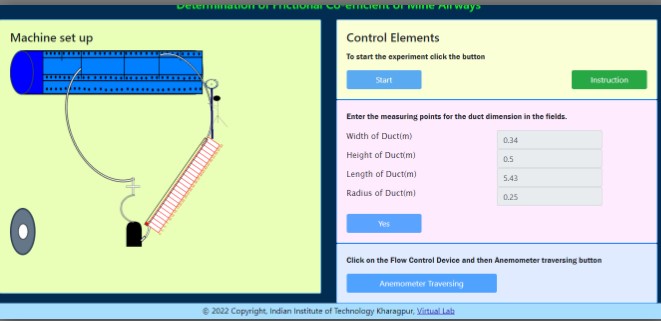 Determination of Frictional Co-efficient of Mine Airways
Machine set up
Control Elements
To start the experiment click the button
Start
Instruction
Enter the measuring points for the duct dimension in the fields.
Width of Duct(m)
0.34
Height of Duct(m)
0.5
Length of Duct(m)
5.43
Radius of Duct(m)
0.25
Yes
Click on the Flow Control Device and then Anemometer traversing button
Anemometer Traversing
© 2022 Copyright, Indian Institute of Technology Kharagpur, Virtual Lab